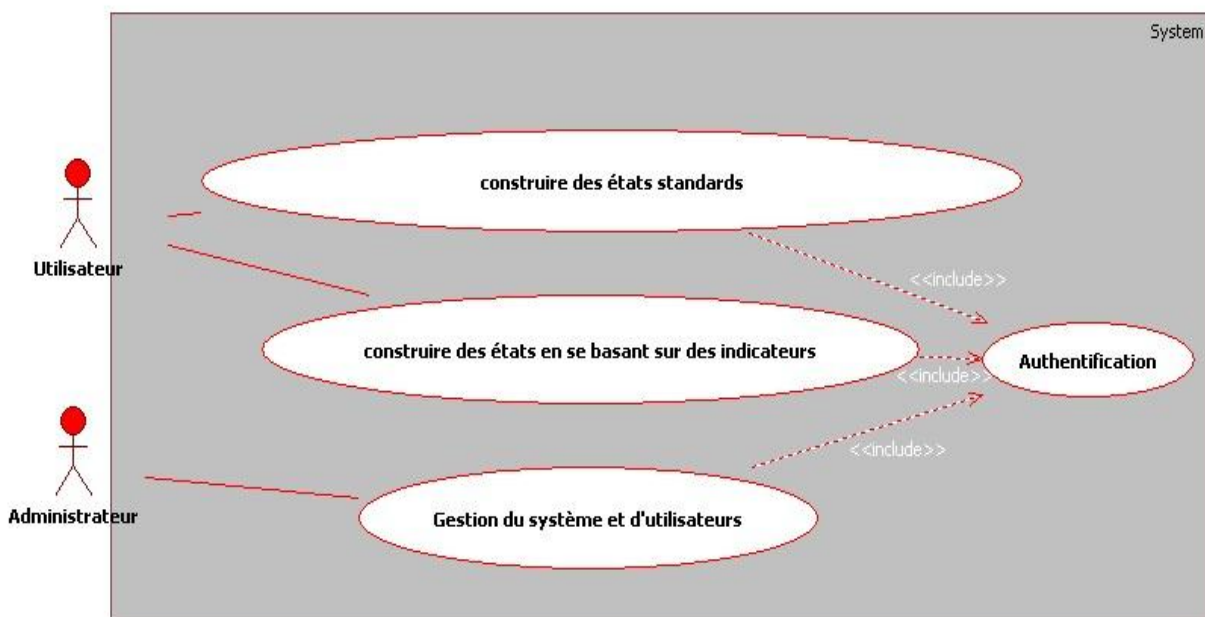 System
construire des états standards
Utilisateur
<<include>>
construire des états en se basant sur des indicateurs
Authentification
<<include>>
Administrateur
<<include>>
Gestion du système et d'utilisateurs